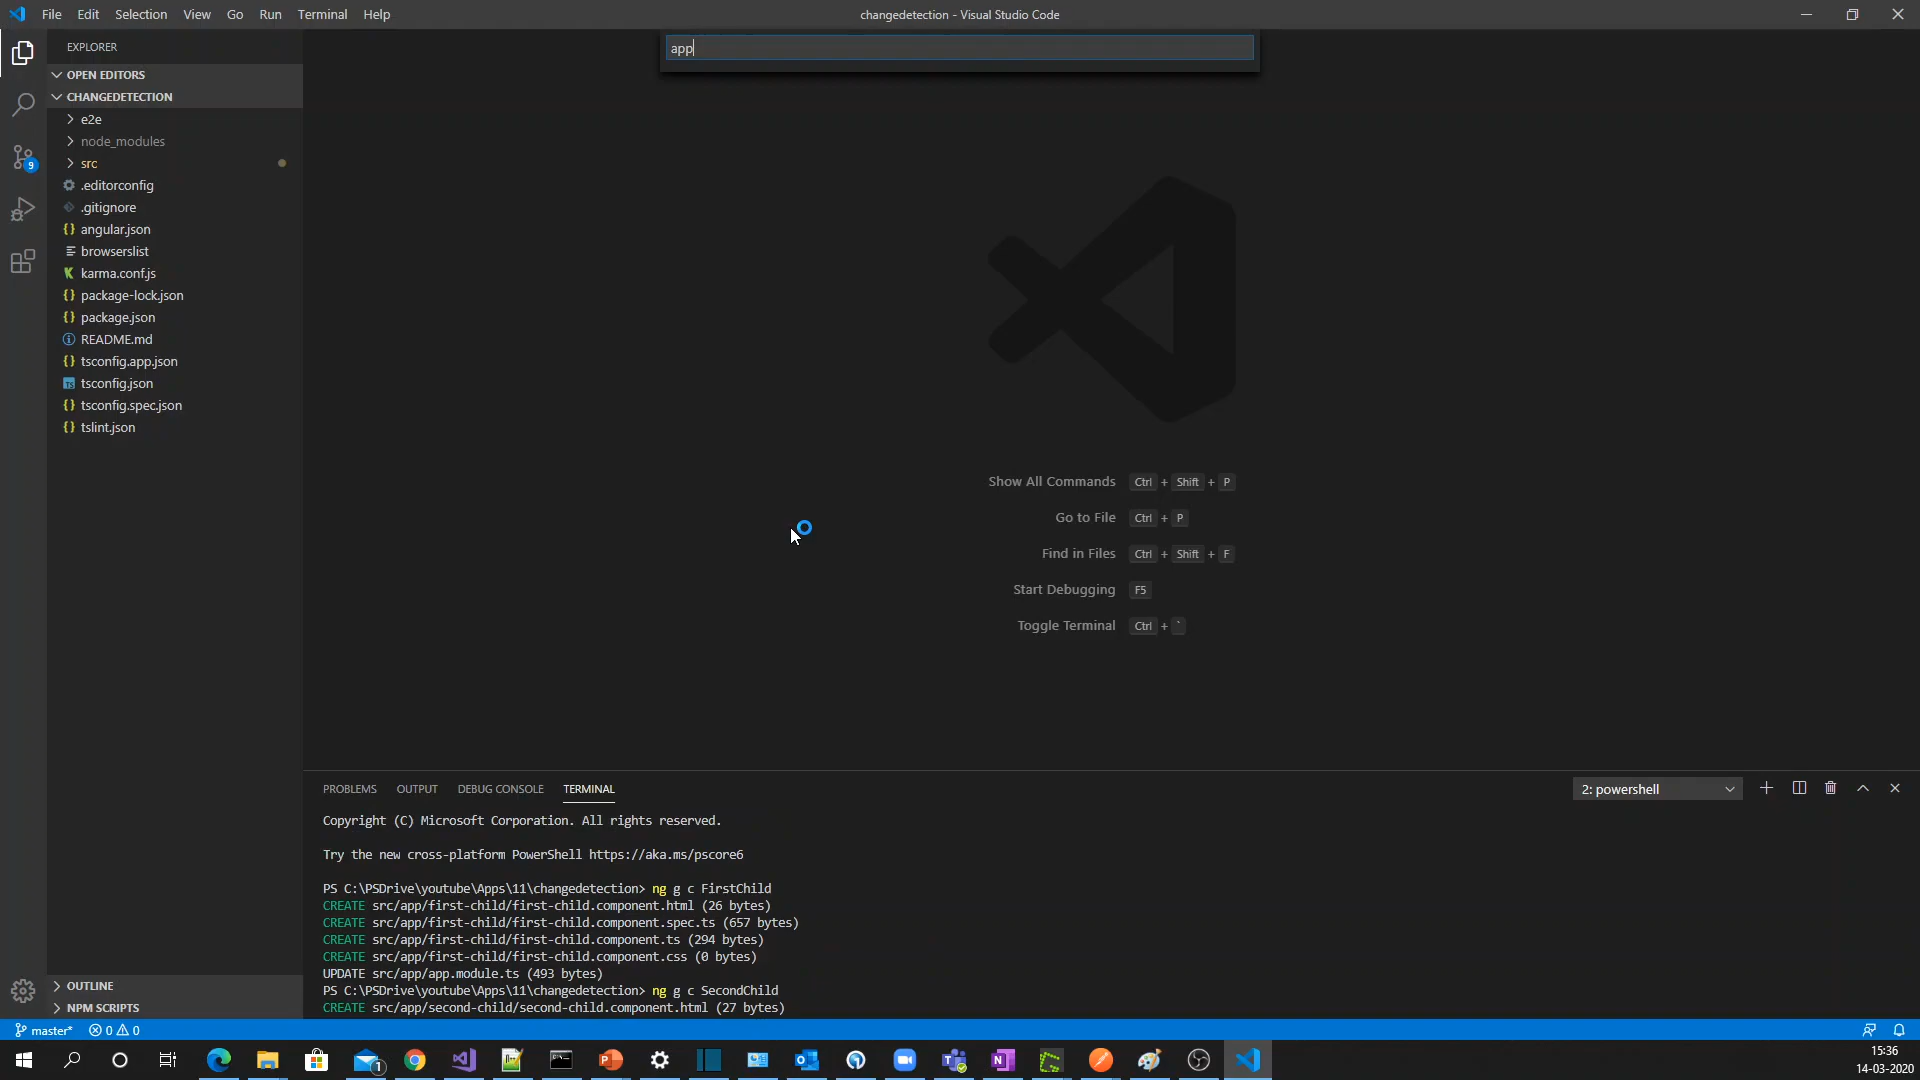 File Edit Selection View Go Run Terminal Help
changedetection - Visual Studio Code
app
EXPLORER
OPEN EDITORS
CHANGEDETECTION
e2e
node_modules
src
.editorconfig
.gitignore
angular.json
browserslist
karma.conf.js
package-lock.json
package.json
README.md
tsconfig.app.json
tsconfig.json
tsconfig.spec.json
tslint.json
OUTLINE
NPM SCRIPTS
9
Show All Commands Ctrl + Shift + P
Go to File Ctrl + P
Find in Files Ctrl + Shift + F
Start Debugging F5
Toggle Terminal Ctrl + `
PROBLEMS OUTPUT DEBUG CONSOLE TERMINAL
2: powershell
Copyright (C) Microsoft Corporation. All rights reserved.
Try the new cross-platform PowerShell https://aka.ms/pscore6
PS C:\PSDrive\youtube\Apps\11\changedetection> ng g c FirstChild
CREATE src/app/first-child/first-child.component.html (26 bytes)
CREATE src/app/first-child/first-child.component.spec.ts (657 bytes)
CREATE src/app/first-child/first-child.component.ts (294 bytes)
CREATE src/app/first-child/first-child.component.css (0 bytes)
UPDATE src/app/app.module.ts (493 bytes)
PS C:\PSDrive\youtube\Apps\11\changedetection> ng g c SecondChild
CREATE src/app/second-child/second-child.component.html (27 bytes)
master* 0 0
1
15:36
14-03-2020